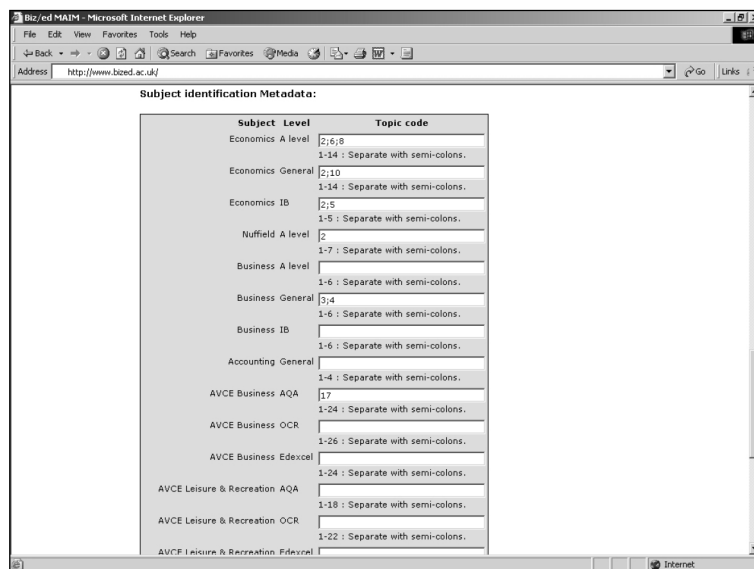 Biz/ed MAIM - Microsoft Internet Explorer
File Edit View Favorites Tools Help
Back Search Favorites Media
Address http://www.bized.ac.uk/ Go Links
Subject identification Metadata:
Subject Level Topic code
Economics A level 2;6;8
1-14 : Separate with semi-colons.
Economics General 2;10
1-14 : Separate with semi-colons.
Economics IB 2;5
1-5 : Separate with semi-colons.
Nuffield A level 2
1-7 : Separate with semi-colons.
Business A level
1-6 : Separate with semi-colons.
Business General 3;4
1-6 : Separate with semi-colons.
Business IB
1-6 : Separate with semi-colons.
Accounting General
1-4 : Separate with semi-colons.
AVCE Business AQA 17
1-24 : Separate with semi-colons.
AVCE Business OCR
1-26 : Separate with semi-colons.
AVCE Business Edexcel
1-24 : Separate with semi-colons.
AVCE Leisure & Recreation AQA
1-18 : Separate with semi-colons.
AVCE Leisure & Recreation OCR
1-22 : Separate with semi-colons.
AVCE Leisure & Recreation Edexcel
Internet